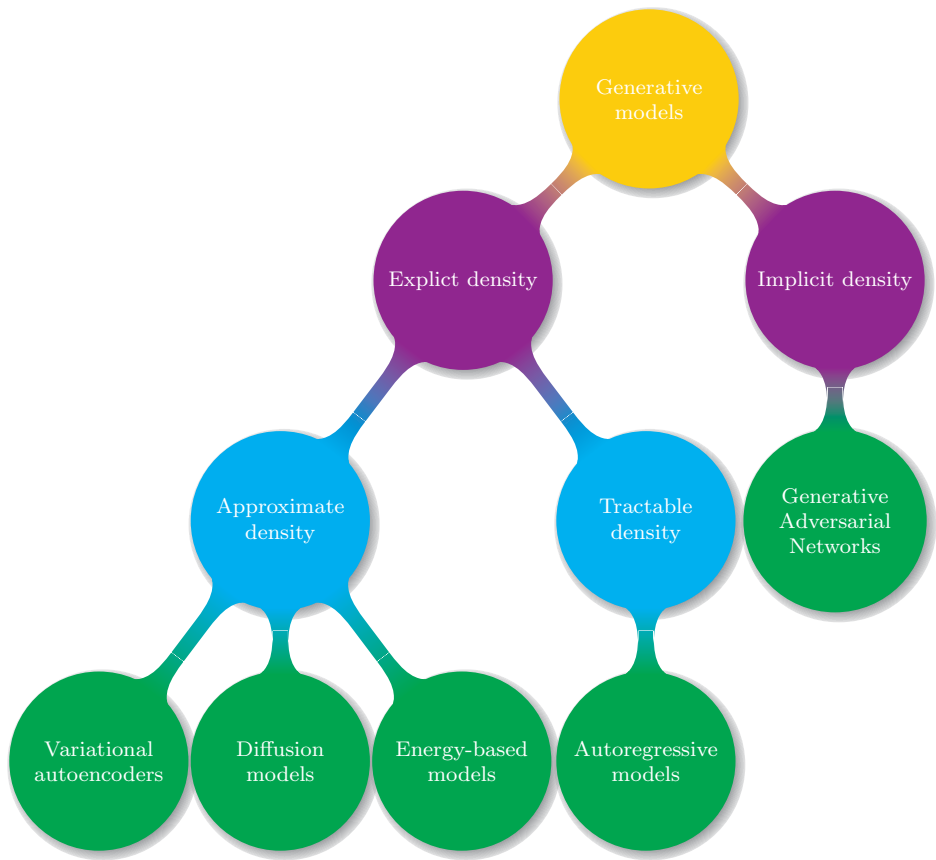 Generative
models
Explict density
Implicit density
Approximate
density
Tractable
density
Generative
Adversarial
Networks
Variational
autoencoders
Diffusion
models
Energy-based
models
Autoregressive
models